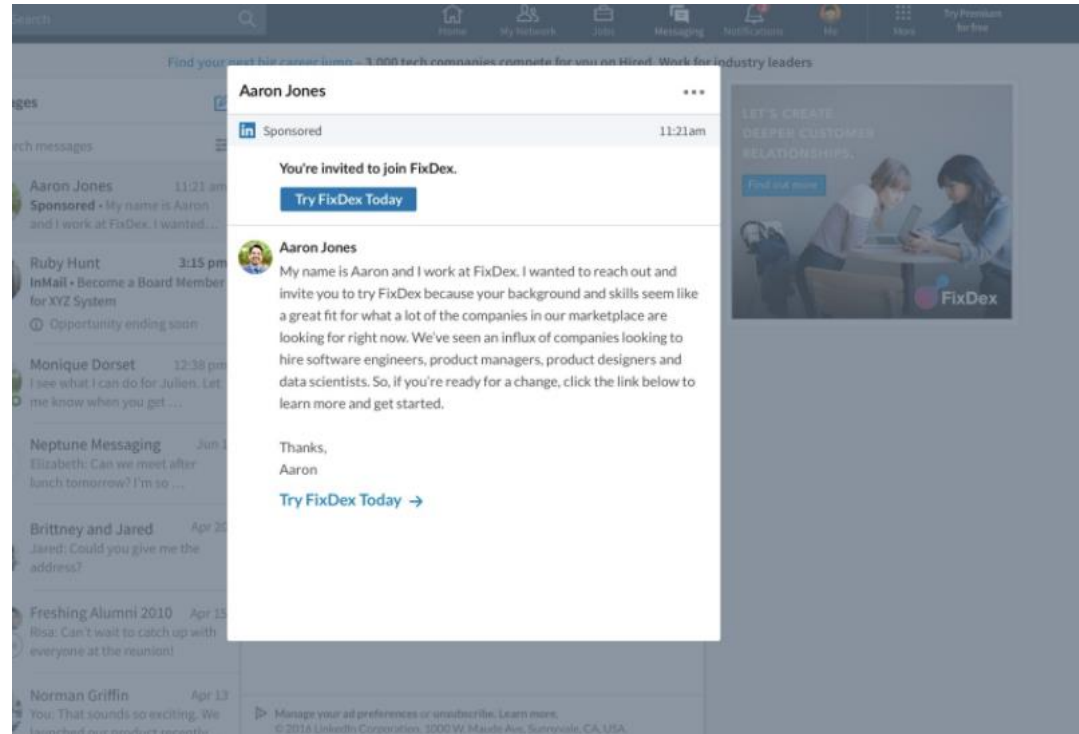 Search
Home
My Network
Jobs
Messaging
Notifications
Me
More
Try Premium
for free
Find your next big career jump - 3,000 tech companies compete for you on Hired. Work for industry leaders
ges
rch messages
Aaron Jones 11:21 am
Sponsored • My name is Aaron
and I work at FixDex. I wanted...
Ruby Hunt 3:15 pm
InMail • Become a Board Member
for XYZ System
Opportunity ending soon
Monique Dorset 12:38 pm
I see what I can do for Julien. Let
me know when you get ...
Neptune Messaging Jun 1
Elizabeth: Can we meet after
lunch tomorrow? I'm so ...
Brittney and Jared Apr 20
Jared: Could you give me the
address?
Freshing Alumni 2010 Apr 15
Risa: Can't wait to catch up with
everyone at the reunion!
Norman Griffin Apr 13
You: That sounds so exciting. We
launched our product recently
Aaron Jones
in Sponsored 11:21am
You're invited to join FixDex.
Try FixDex Today
Aaron Jones
My name is Aaron and I work at FixDex. I wanted to reach out and
invite you to try FixDex because your background and skills seem like
a great fit for what a lot of the companies in our marketplace are
looking for right now. We've seen an influx of companies looking to
hire software engineers, product managers, product designers and
data scientists. So, if you're ready for a change, click the link below to
learn more and get started.
Thanks,
Aaron
Try FixDex Today →
Manage your ad preferences or unsubscribe. Learn more.
© 2016 LinkedIn Corporation, 1000 W. Maude Ave, Sunnyvale, CA, USA
LET'S CREATE
DEEPER CUSTOMER
RELATIONSHIPS.
Find out more
FixDex